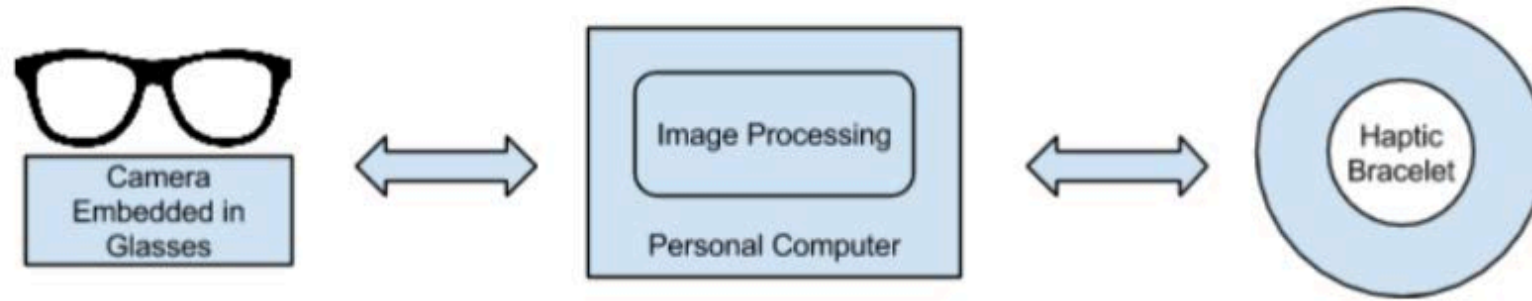 Camera
Embedded in
Glasses
Image Processing
Personal Computer
Haptic
Bracelet